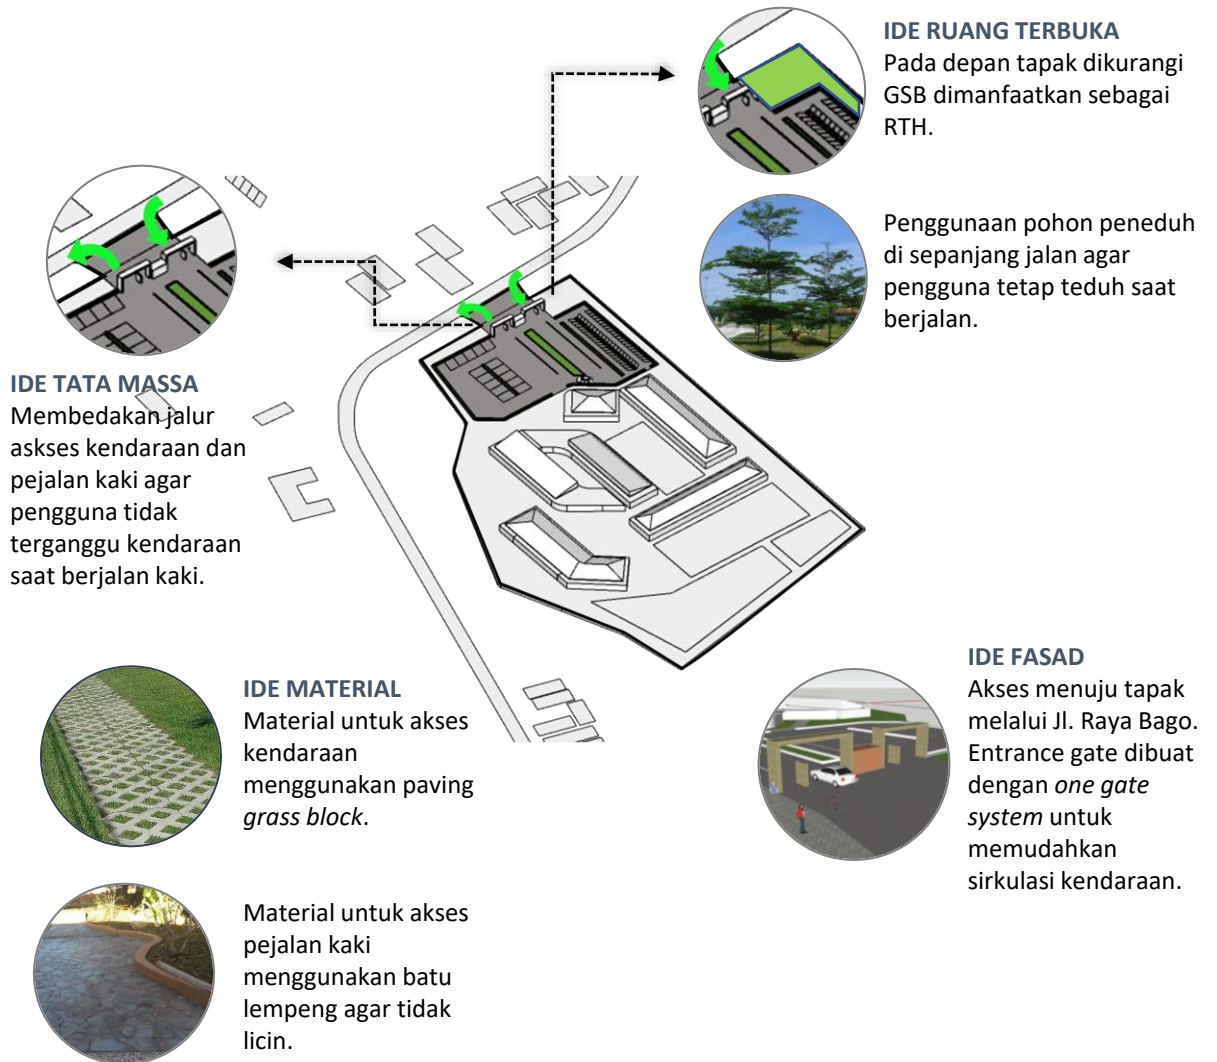 IDE RUANG TERBUKA
Pada depan tapak dikurangi
GSB dimanfaatkan sebagai
RTH.
Penggunaan pohon peneduh
di sepanjang jalan agar
pengguna tetap teduh saat
berjalan.
IDE TATA MASSA
Membedakan jalur
askses kendaraan dan
pejalan kaki agar
pengguna tidak
terganggu kendaraan
saat berjalan kaki.
IDE MATERIAL
Material untuk akses
kendaraan
menggunakan paving
grass block.
Material untuk akses
pejalan kaki
menggunakan batu
lempeng agar tidak
licin.
IDE FASAD
Akses menuju tapak
melalui Jl. Raya Bago.
Entrance gate dibuat
dengan one gate
system untuk
memudahkan
sirkulasi kendaraan.